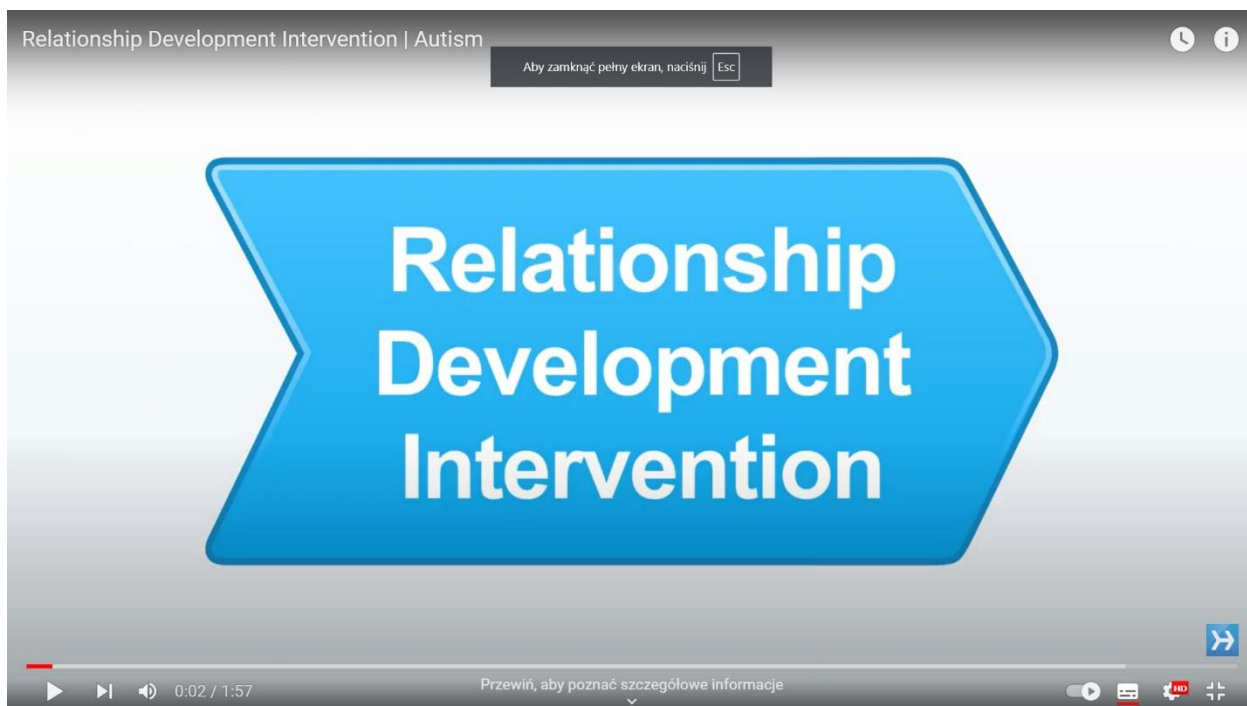 Relationship Development Intervention | Autism
Aby zamknąć pełny ekran, naciśnij Esc
Relationship
Development
Intervention
0:02 / 1:57
Przewiń, aby poznać szczegółowe informacje
HD